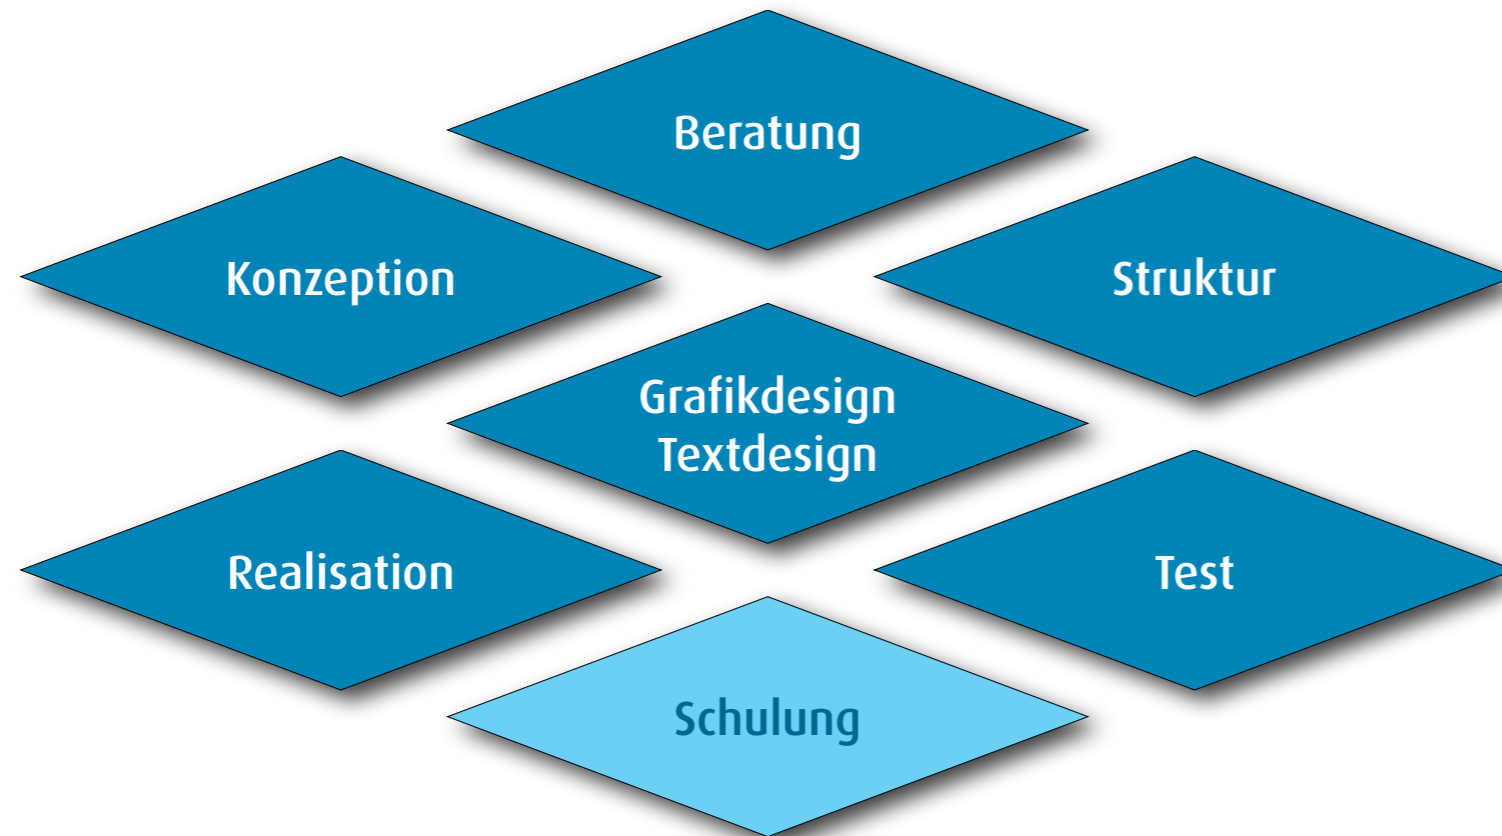 Beratung
Konzeption
Struktur
Grafikdesign
Textdesign
Realisation
Test
Schulung